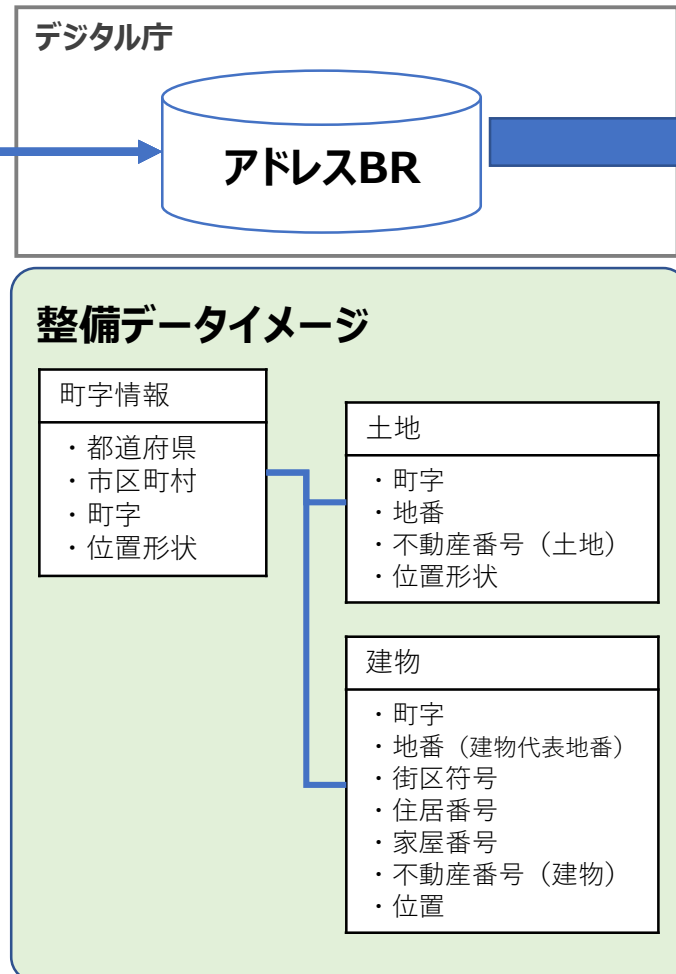 デジタル庁
アドレスBR
整備データイメージ
町字情報
・都道府県
・市区町村
・町字
・位置形状
土地
・町字
・地番
・不動産番号（土地）
・位置形状
建物
・町字
・地番（建物代表地番）
・街区符号
・住居番号
・家屋番号
・不動産番号（建物）
・位置